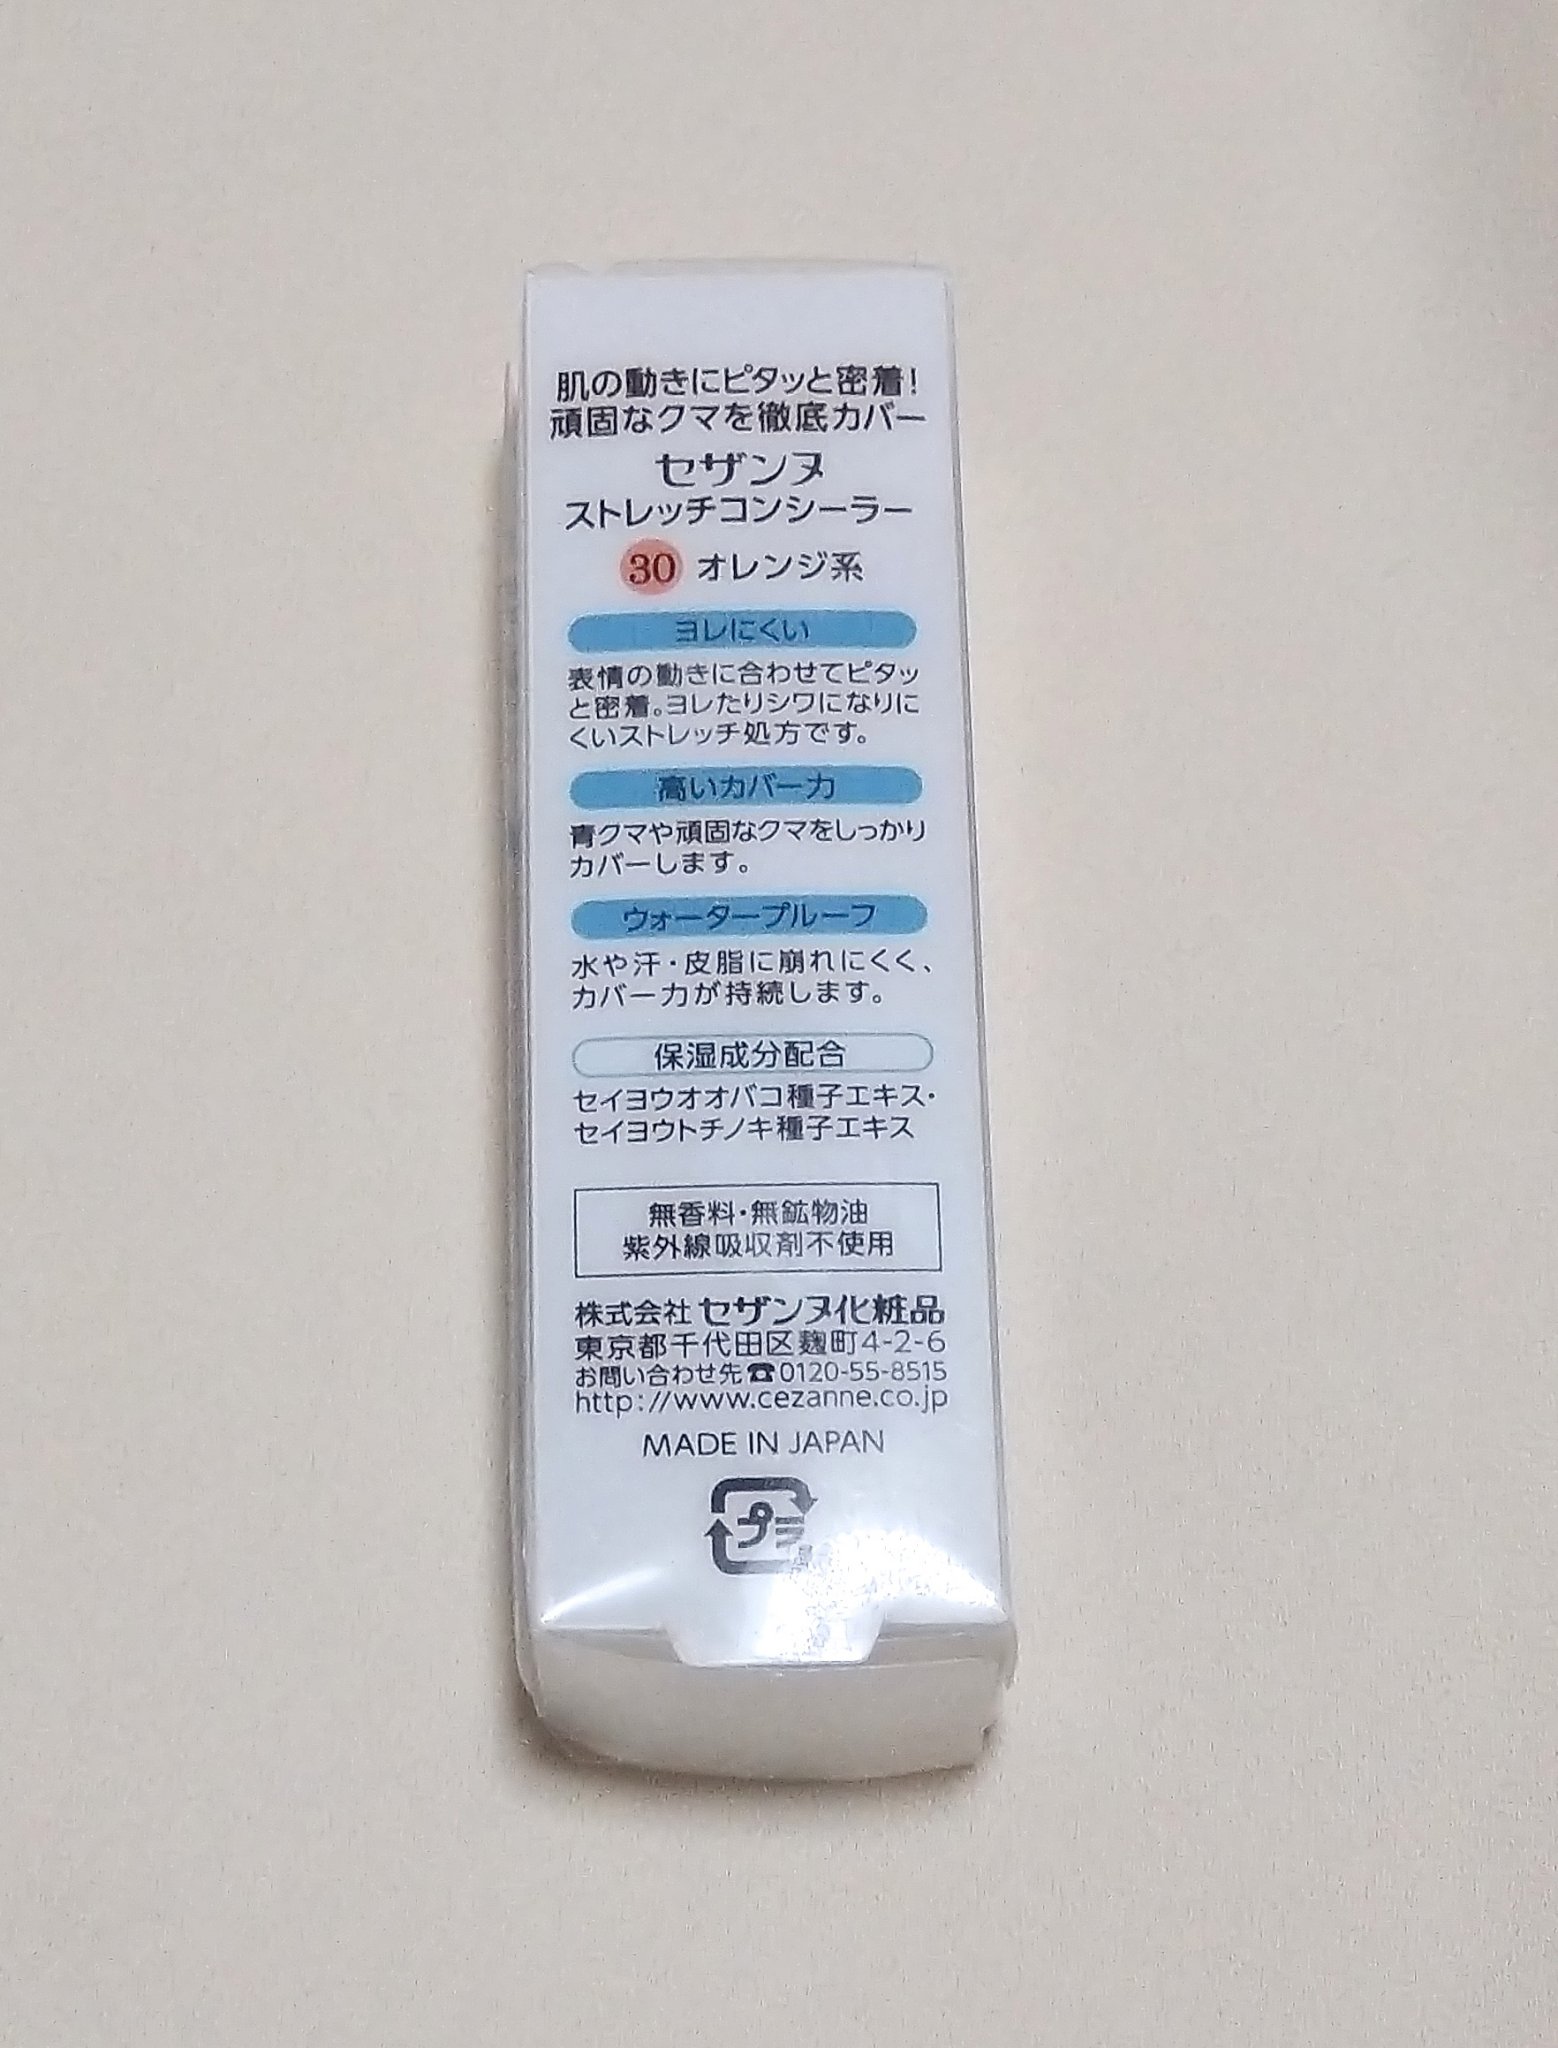 肌の動きにピタッと密着!
頑固なクマを徹底カバー
セザンヌ
ストレッチコンシーラー
30 オレンジ系
ヨレにくい
表情の動きに合わせてピタッ
と密着。ヨレたりシワになりに
くいストレッチ処方です。
高いカバー力
青クマや頑固なクマをしっかり
カバーします。
ウォータープルーフ
水や汗・皮脂に崩れにくく、
カバー力が持続します。
保湿成分配合
セイヨウオオバコ種子エキス・
セイヨウトチノキ種子エキス
無香料・無鉱物油
紫外線吸収剤不使用
株式会社 セザンヌ化粧品
東京都千代田区麹町4-2-6
お問い合わせ先☎0120-55-8515
http://www.cezanne.co.jp
MADE IN JAPAN
プラ